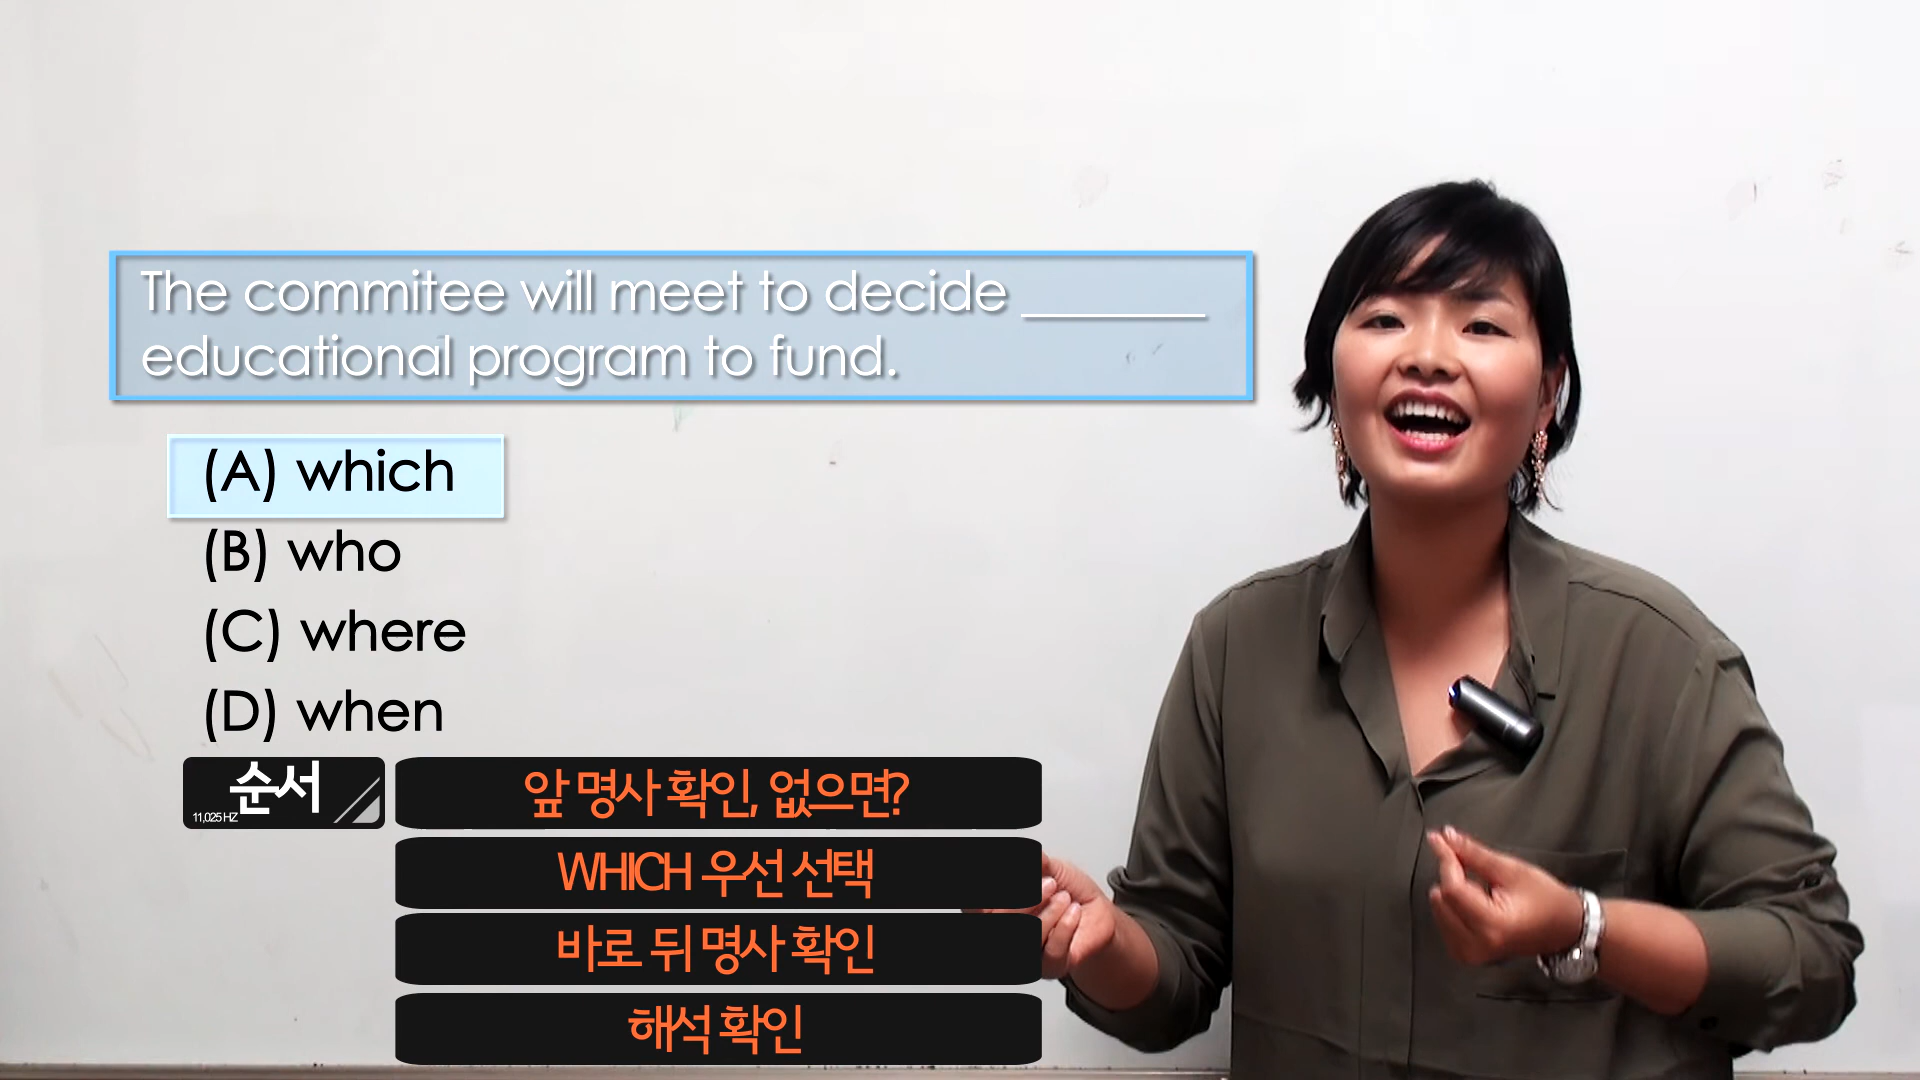 The commitee will meet to decide _______
educational program to fund.
(A) which
(B) who
(C) where
(D) when
순서
11,025 HZ
앞 명사 확인, 없으면?
WHICH 우선 선택
바로 뒤 명사 확인
해석 확인